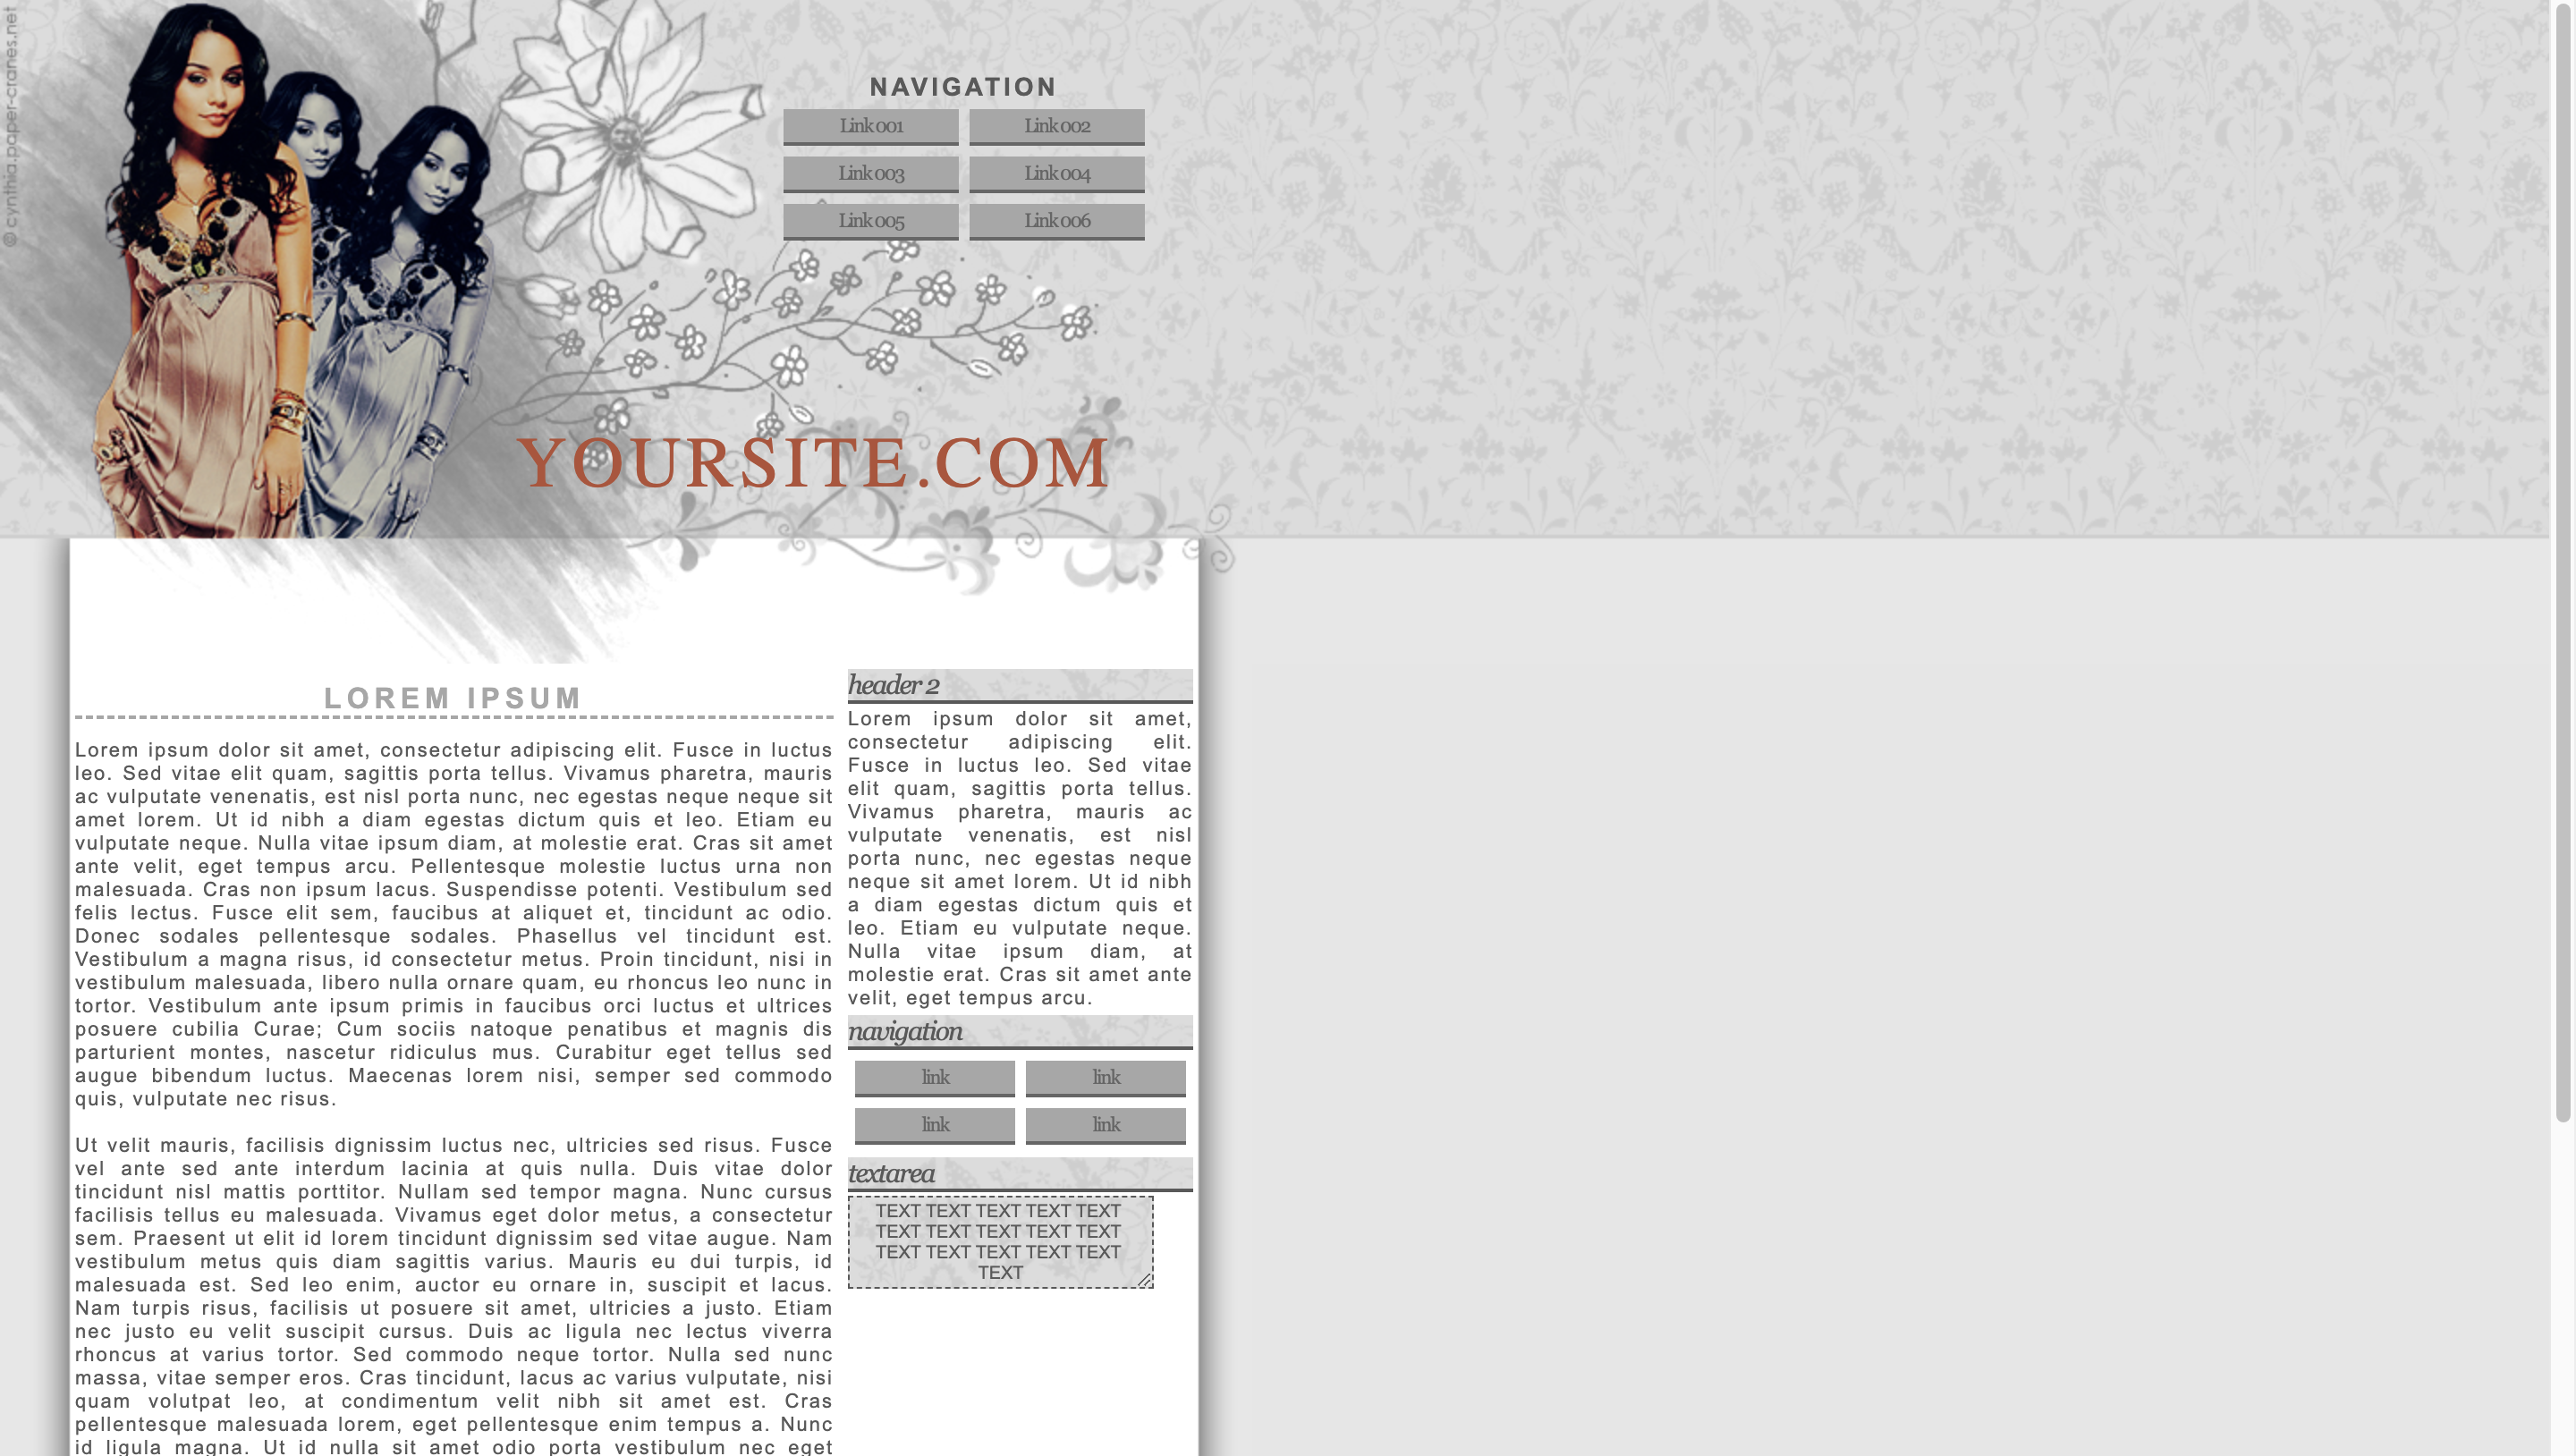 © cynthia.paper-cranes.net
NAVIGATION
Link 001
Link 002
Link 003
Link 004
Link 005
Link 006
YOURSITE.COM
LOREM IPSUM
Lorem ipsum dolor sit amet, consectetur adipiscing elit. Fusce in luctus
leo. Sed vitae elit quam, sagittis porta tellus. Vivamus pharetra, mauris
ac vulputate venenatis, est nisl porta nunc, nec egestas neque neque sit
amet lorem. Ut id nibh a diam egestas dictum quis et leo. Etiam eu
vulputate neque. Nulla vitae ipsum diam, at molestie erat. Cras sit amet
ante velit, eget tempus arcu. Pellentesque molestie luctus urna non
malesuada. Cras non ipsum lacus. Suspendisse potenti. Vestibulum sed
felis lectus. Fusce elit sem, faucibus at aliquet et, tincidunt ac odio.
Donec sodales pellentesque sodales. Phasellus vel tincidunt est.
Vestibulum a magna risus, id consectetur metus. Proin tincidunt, nisi in
vestibulum malesuada, libero nulla ornare quam, eu rhoncus leo nunc in
tortor. Vestibulum ante ipsum primis in faucibus orci luctus et ultrices
posuere cubilia Curae; Cum sociis natoque penatibus et magnis dis
parturient montes, nascetur ridiculus mus. Curabitur eget tellus sed
augue bibendum luctus. Maecenas lorem nisi, semper sed commodo
quis, vulputate nec risus.
Ut velit mauris, facilisis dignissim luctus nec, ultricies sed risus. Fusce
vel ante sed ante interdum lacinia at quis nulla. Duis vitae dolor
tincidunt nisl mattis porttitor. Nullam sed tempor magna. Nunc cursus
facilisis tellus eu malesuada. Vivamus eget dolor metus, a consectetur
sem. Praesent ut elit id lorem tincidunt dignissim sed vitae augue. Nam
vestibulum metus quis diam sagittis varius. Mauris eu dui turpis, id
malesuada est. Sed leo enim, auctor eu ornare in, suscipit et lacus.
Nam turpis risus, facilisis ut posuere sit amet, ultricies a justo. Etiam
nec justo eu velit suscipit cursus. Duis ac ligula nec lectus viverra
rhoncus at varius tortor. Sed commodo neque tortor. Nulla sed nunc
massa, vitae semper eros. Cras tincidunt, lacus ac varius vulputate, nisi
quam volutpat leo, at condimentum velit nibh sit amet est. Cras
pellentesque malesuada lorem, eget pellentesque enim tempus a. Nunc
id ligula magna. Ut id nulla sit amet odio porta vestibulum nec eget
header 2
Lorem ipsum dolor sit amet,
consectetur adipiscing elit.
Fusce in luctus leo. Sed vitae
elit quam, sagittis porta tellus.
Vivamus pharetra, mauris ac
vulputate venenatis, est nisl
porta nunc, nec egestas neque
neque sit amet lorem. Ut id nibh
a diam egestas dictum quis et
leo. Etiam eu vulputate neque.
Nulla vitae ipsum diam, at
molestie erat. Cras sit amet ante
velit, eget tempus arcu.
navigation
link
link
link
link
textarea
TEXT TEXT TEXT TEXT TEXT
TEXT TEXT TEXT TEXT TEXT
TEXT TEXT TEXT TEXT TEXT
TEXT